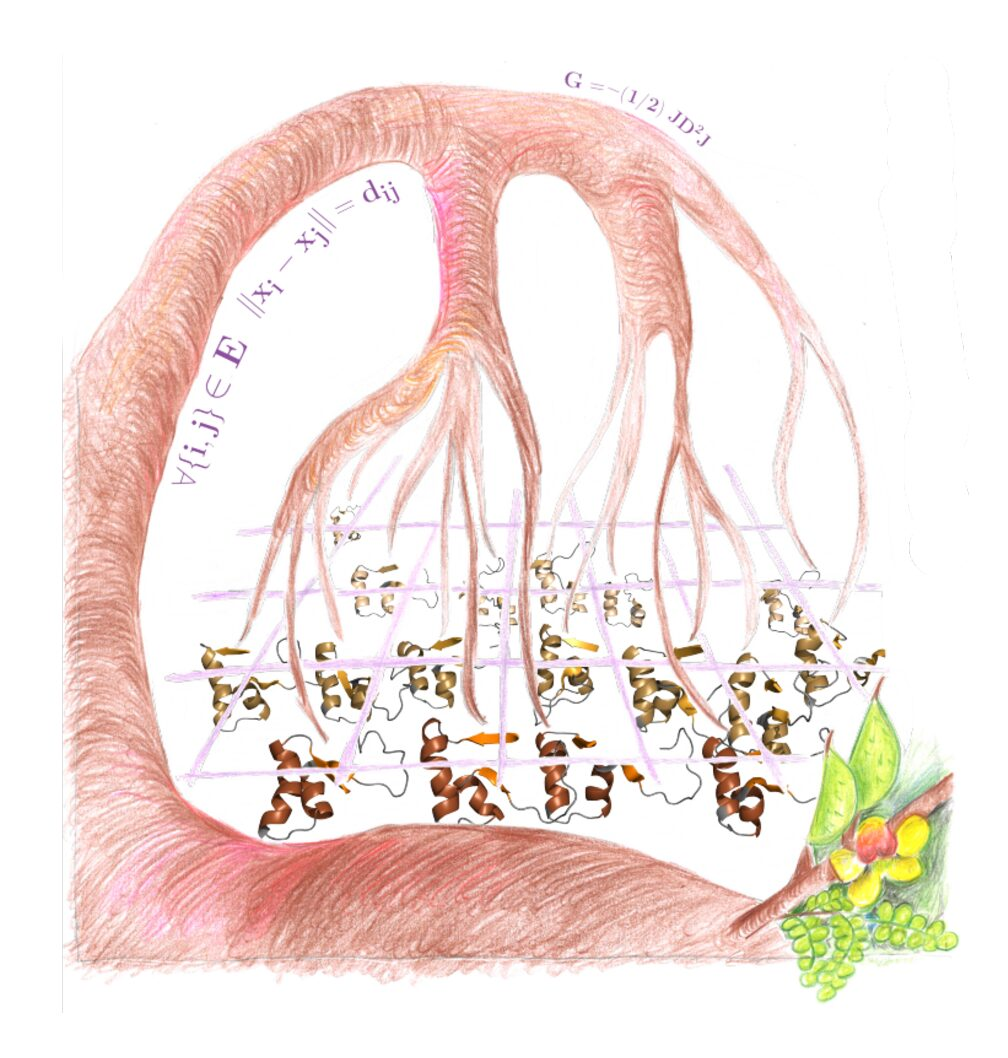 G = −(1/2) JD²J
∀{i, j} ∈ E ‖xᵢ − xⱼ‖ = dᵢⱼ